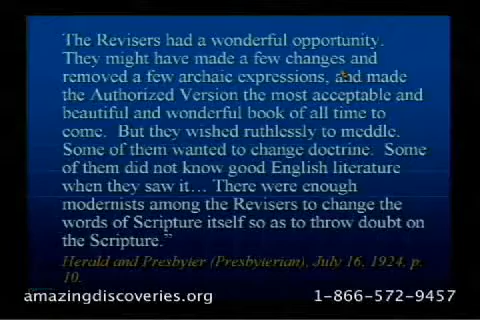 The Revisers had a wonderful opportunity.
They might have made a few changes and
removed a few archaic expressions, and made
the Authorized Version the most acceptable and
beautiful and wonderful book of all time to
come. But they wished ruthlessly to meddle.
Some of them wanted to change doctrine. Some
of them did not know good English literature
when they saw it... There were enough
modernists among the Revisers to change the
words of Scripture itself so as to throw doubt on
the Scripture.”
Herald and Presbyter (Presbyterian), July 16, 1924, p.
10.
amazingdiscoveries.org 1-866-572-9457